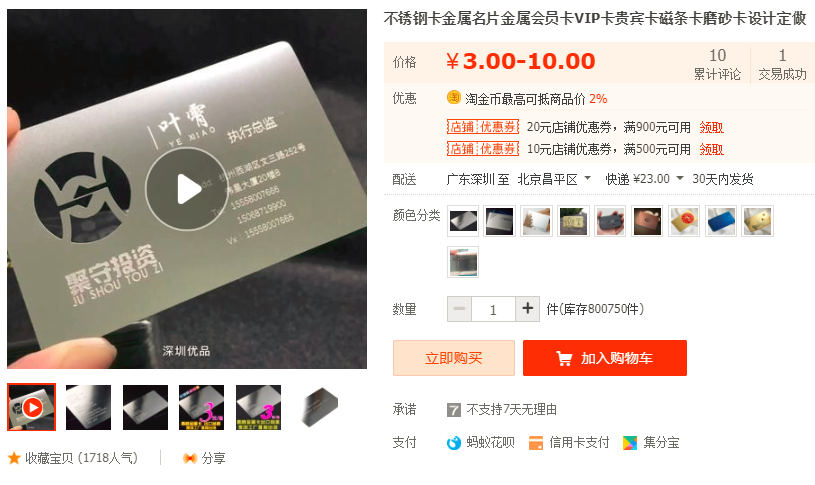 不锈钢卡金属名片金属会员卡VIP卡贵宾卡磁条卡磨砂卡设计定做
价格
¥3.00-10.00
10
累计评论
1
交易成功
优惠
淘金币最高可抵商品价 2%
店铺 优惠券 20元店铺优惠券，满900元可用 领取
店铺 优惠券 10元店铺优惠券，满500元可用 领取
配送
广东深圳 至 北京昌平区 快递 ¥23.00 30天内发货
颜色分类
数量
1
件(库存800750件)
立即购买
加入购物车
承诺
7 不支持7天无理由
支付
蚂蚁花呗 信用卡支付 集分宝
叶霄
YE XIAO
执行总监
杭州西湖区文三路252号
伟星大厦20楼B
15558007666
15068719900
Vx：15558007666
聚守投资
JU SHOU TOU ZI
深圳优品
收藏宝贝 (1718人气)
分享